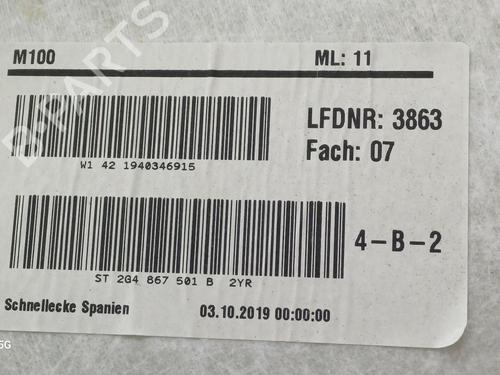 M100 ML: 11
LFDNR: 3863
Fach: 07
W1 42 1940346915
4-B-2
ST 2G4 867 501 B 2YR
Schnellecke Spanien 03.10.2019 00:00:00
5G
B-PARTS